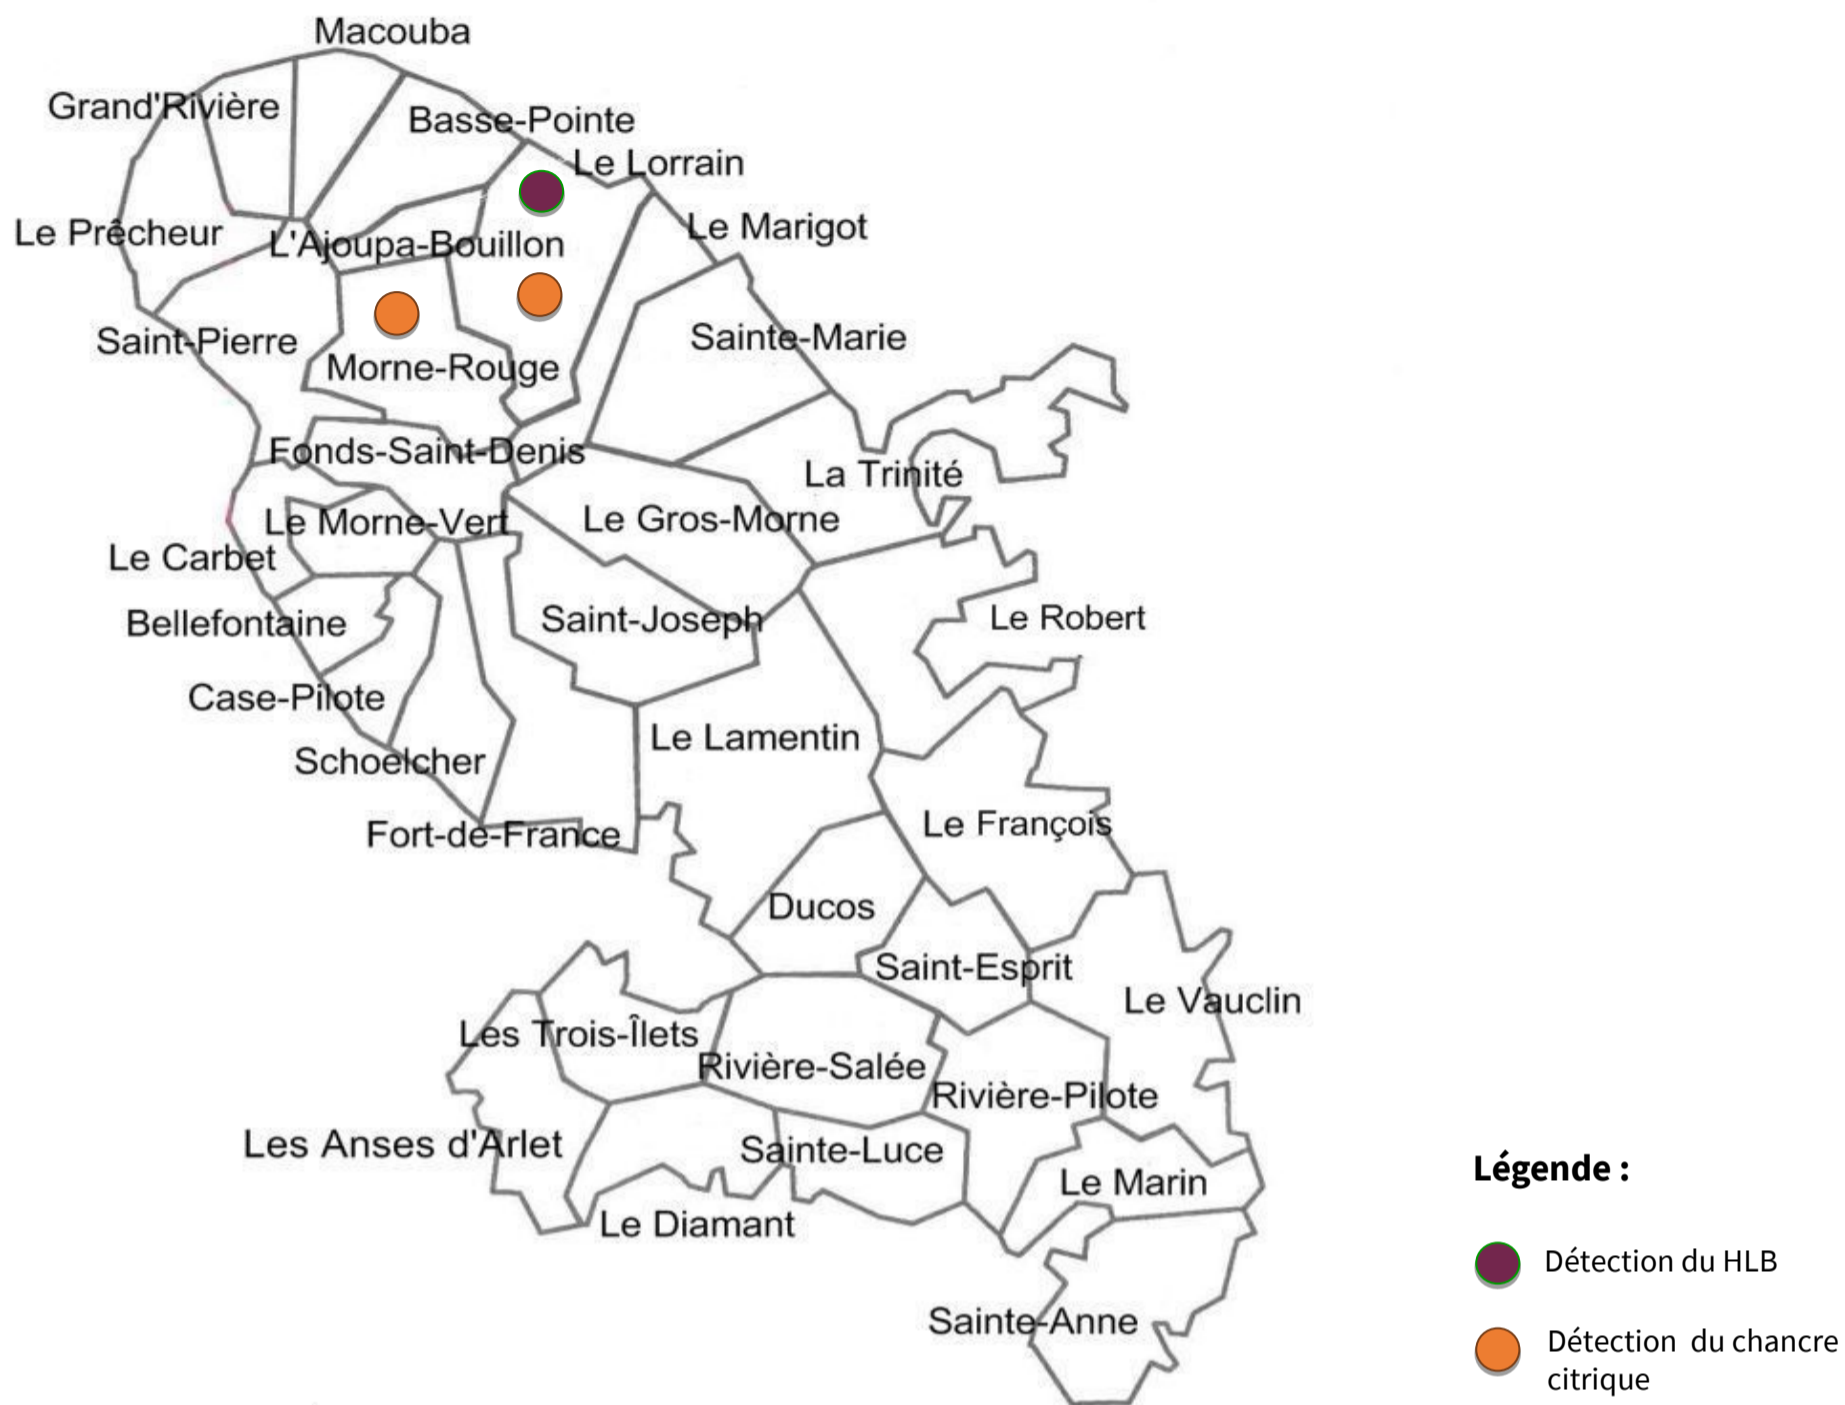 Macouba
Grand'Rivière
Basse-Pointe
Le Lorrain
Le Marigot
Le Prêcheur
L'Ajoupa-Bouillon
Saint-Pierre
Sainte-Marie
Morne-Rouge
Fonds-Saint-Denis
La Trinité
Le Morne-Vert
Le Gros-Morne
Le Carbet
Bellefontaine
Saint-Joseph
Le Robert
Case-Pilote
Le Lamentin
Schoelcher
Fort-de-France
Le François
Ducos
Saint-Esprit
Le Vauclin
Les Trois-Îlets
Rivière-Salée
Rivière-Pilote
Les Anses d'Arlet
Sainte-Luce
Le Marin
Le Diamant
Sainte-Anne
Légende :
Détection du HLB
Détection du chancre
citrique